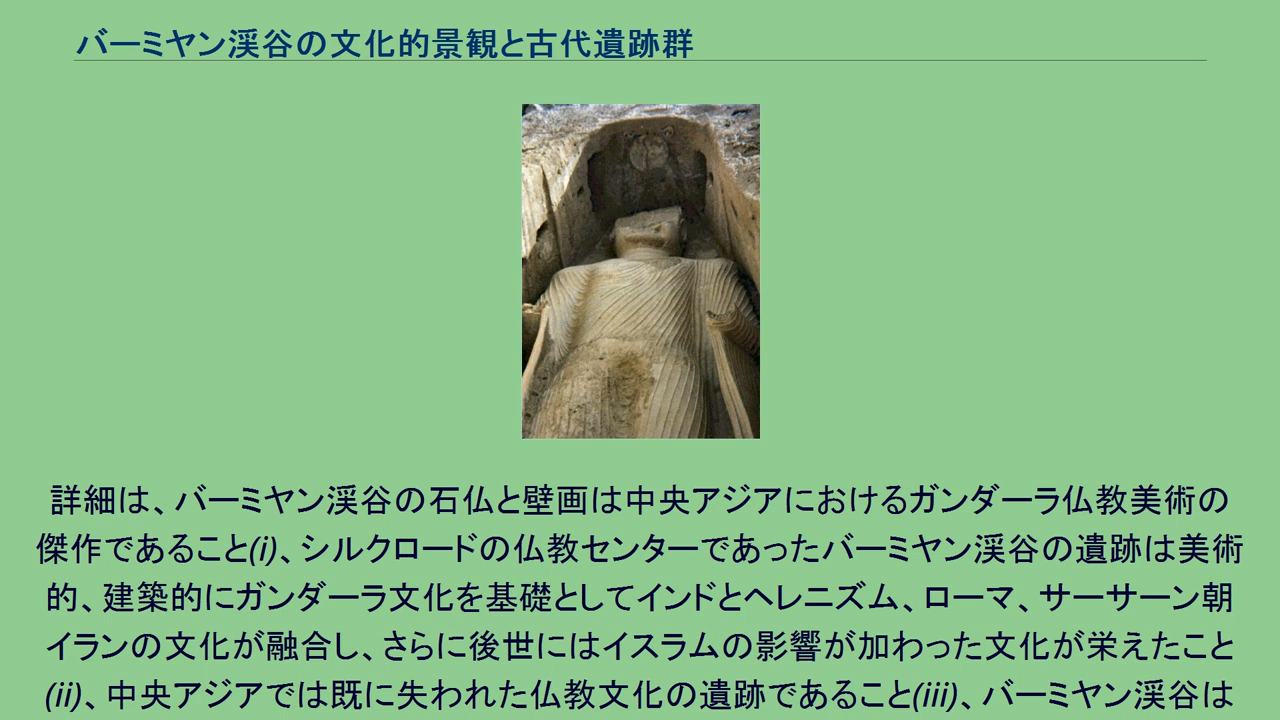 バーミヤン渓谷の文化的景観と古代遺跡群
詳細は、バーミヤン渓谷の石仏と壁画は中央アジアにおけるガンダーラ仏教美術の
傑作であること(i)、シルクロードの仏教センターであったバーミヤン渓谷の遺跡は美術
的、建築的にガンダーラ文化を基礎としてインドとヘレニズム、ローマ、サーサーン朝
イランの文化が融合し、さらに後世にはイスラムの影響が加わった文化が栄えたこと
(ii)、中央アジアでは既に失われた仏教文化の遺跡であること(iii)、バーミヤン渓谷は